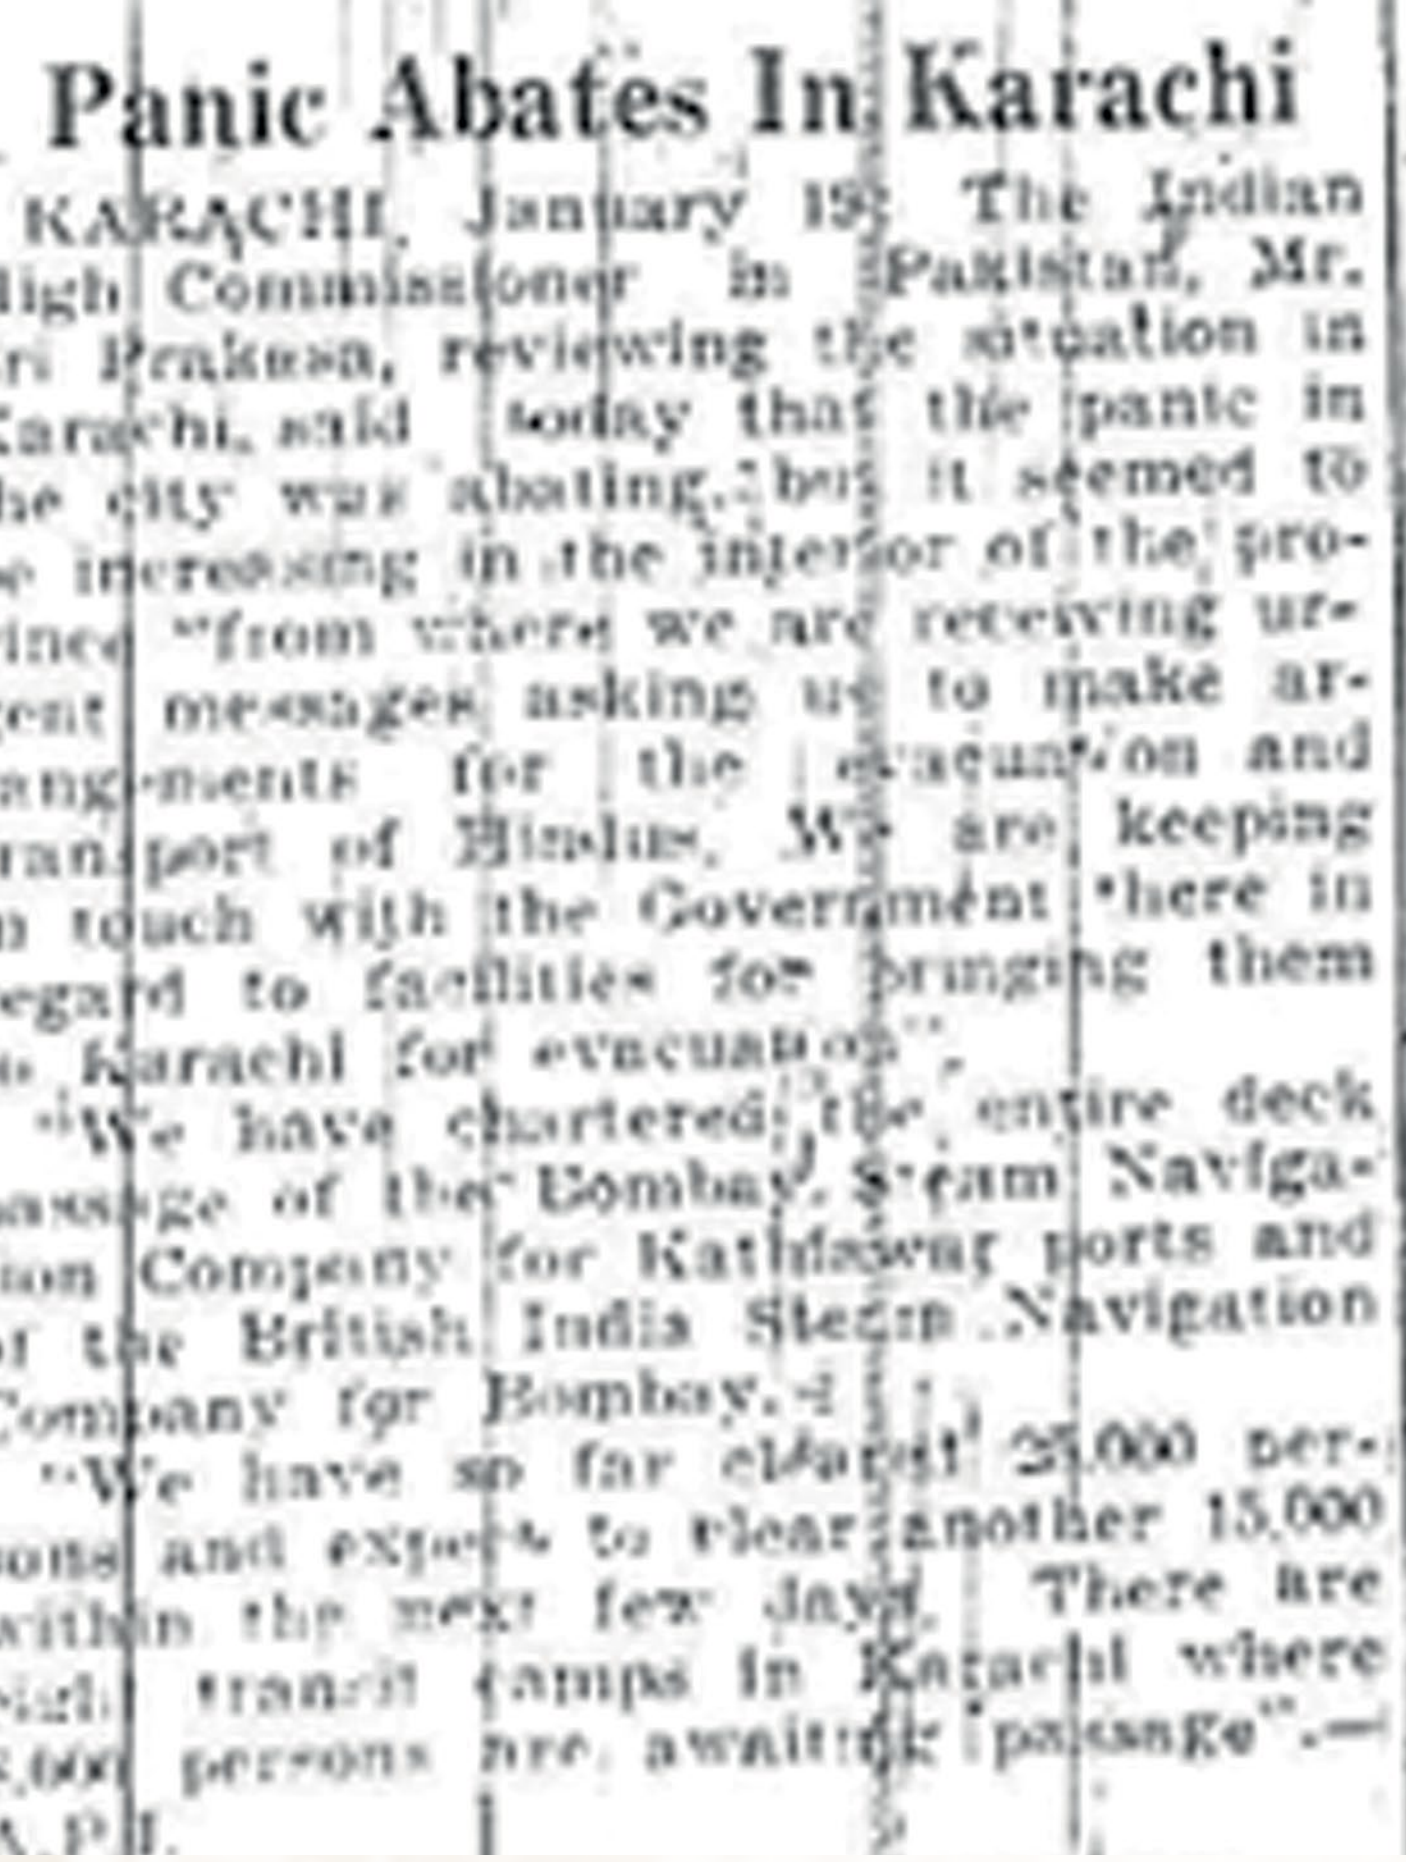 Panic Abates In Karachi
KARACHI, January 19: The Indian
High Commissioner in Pakistan, Mr.
Sri Prakasa, reviewing the situation in
Karachi, said today that the panic in
the city was abating, but it seemed to
be increasing in the interior of the pro-
vince "from where we are receiving ur-
gent messages asking us to make ar-
rangements for the evacuation and
transport of Hindus. We are keeping
in touch with the Government there in
regard to facilities for bringing them
to Karachi for evacuation".
"We have chartered the entire deck
passage of the Bombay Steam Naviga-
tion Company for Kathiawar ports and
of the British India Steam Navigation
Company for Bombay.
"We have so far cleared per-
sons and expect to clear another 15,000
within the next few days. There are
transit camps in Karachi where
persons are awaiting passage".—
A.P.I.